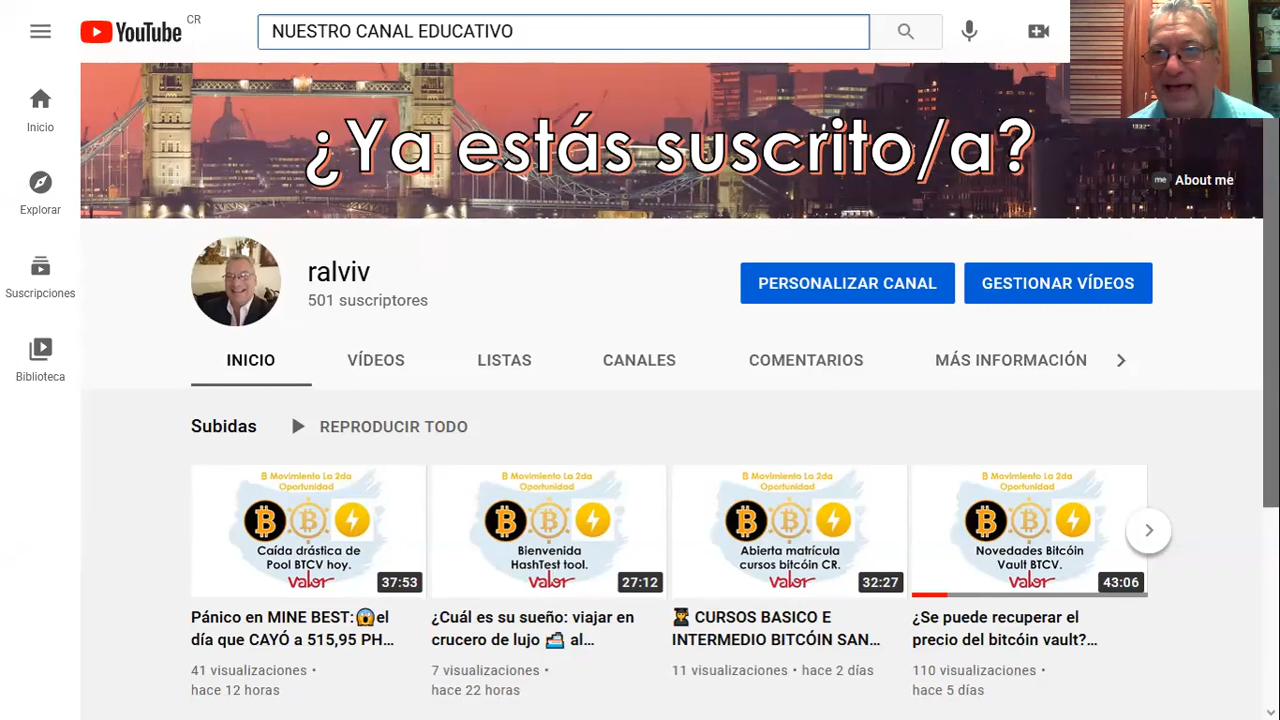 YouTube CR
NUESTRO CANAL EDUCATIVO
Inicio
Explorar
Suscripciones
Biblioteca
¿Ya estás suscrito/a?
me About me
ralviv
501 suscriptores
PERSONALIZAR CANAL
GESTIONAR VÍDEOS
INICIO VÍDEOS LISTAS CANALES COMENTARIOS MÁS INFORMACIÓN
Subidas REPRODUCIR TODO
B Movimiento La 2da
Oportunidad
Caída drástica de
Pool BTCV hoy.
valor
37:53
Pánico en MINE BEST:😱el
día que CAYÓ a 515,95 PH...
41 visualizaciones •
hace 12 horas
B Movimiento La 2da
Oportunidad
Bienvenida
HashTest tool.
valor
27:12
¿Cuál es su sueño: viajar en
crucero de lujo 🛳️ al...
7 visualizaciones •
hace 22 horas
B Movimiento La 2da
Oportunidad
Abierta matrícula
cursos bitcóin CR.
valor
32:27
👩‍🎓 CURSOS BASICO E
INTERMEDIO BITCÓIN SAN...
11 visualizaciones • hace 2 días
B Movimiento La 2da
Oportunidad
Novedades Bitcóin
Vault BTCV.
valor
43:06
¿Se puede recuperar el
precio del bitcóin vault?...
110 visualizaciones •
hace 5 días